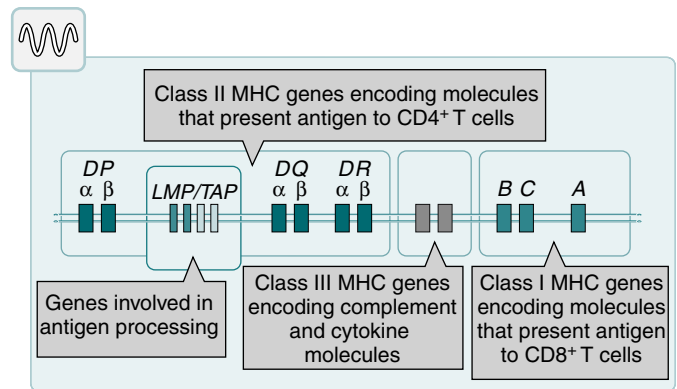 Class II MHC genes encoding molecules
that present antigen to CD4⁺ T cells
DP
α β
LMP/TAP
DQ
α β
DR
α β
B C A
Genes involved in
antigen processing
Class III MHC genes
encoding complement
and cytokine
molecules
Class I MHC genes
encoding molecules
that present antigen
to CD8⁺ T cells